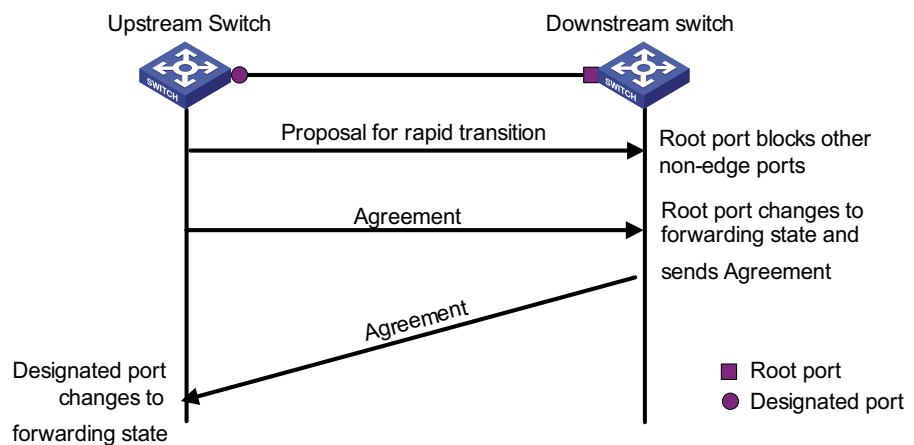 Upstream Switch
Downstream switch
SWITCH
SWITCH
Proposal for rapid transition
Root port blocks other
non-edge ports
Agreement
Root port changes to
forwarding state and
sends Agreement
Agreement
Designated port
changes to
forwarding state
Root port
Designated port